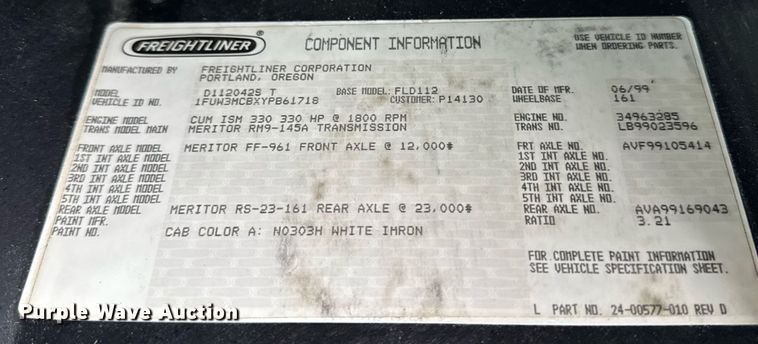 FREIGHTLINER®
COMPONENT INFORMATION
USE VEHICLE ID NUMBER
WHEN ORDERING PARTS.
MANUFACTURED BY FREIGHTLINER CORPORATION
PORTLAND, OREGON
MODEL D112042S T BASE MODEL: FLD112 DATE OF MFR. 06/99
VEHICLE ID NO. 1FUW3MCBXYPB61718 CUSTOMER: P14130 WHEELBASE 161
ENGINE MODEL CUM ISM 330 330 HP @ 1800 RPM ENGINE NO. 34963285
TRANS MODEL MAIN MERITOR RM9-145A TRANSMISSION TRANS NO. LB99023596
FRONT AXLE MODEL MERITOR FF-961 FRONT AXLE @ 12,000# FRT AXLE NO. AVF99105414
1ST INT AXLE MODEL 1ST INT AXLE NO.
2ND INT AXLE MODEL 2ND INT AXLE NO.
3RD INT AXLE MODEL 3RD INT AXLE NO.
4TH INT AXLE MODEL 4TH INT AXLE NO.
5TH INT AXLE MODEL 5TH INT AXLE NO.
REAR AXLE MODEL MERITOR RS-23-161 REAR AXLE @ 23,000# REAR AXLE NO. AVA99169043
PAINT MFR. RATIO 3.21
PAINT NO. CAB COLOR A: N0303H WHITE IMRON
FOR COMPLETE PAINT INFORMATION
SEE VEHICLE SPECIFICATION SHEET.
L PART NO. 24-00577-010 REV D
Purple Wave Auction